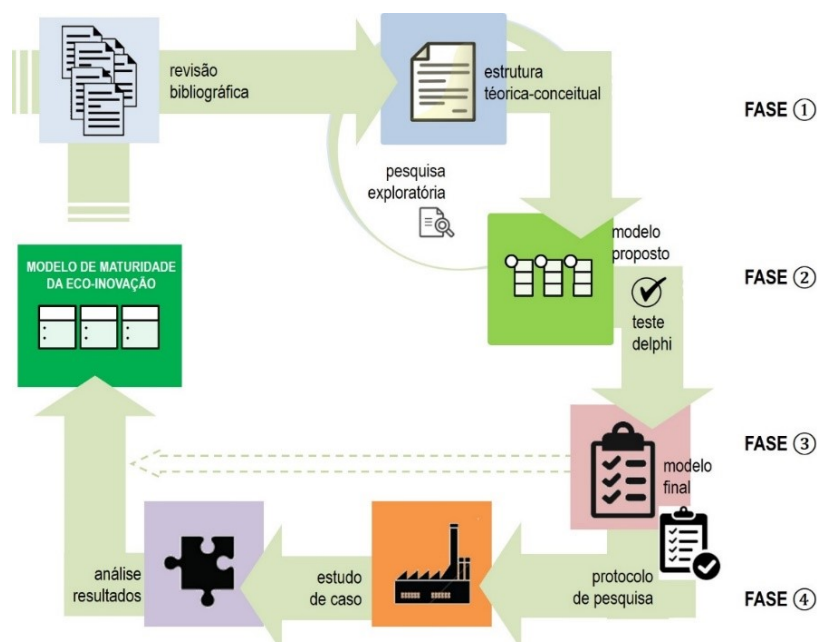 revisão
bibliográfica
estrutura
téorica-conceitual
FASE ①
pesquisa
exploratória
modelo
proposto
MODELO DE MATURIDADE
DA ECO-INOVAÇÃO
FASE ②
teste
delphi
FASE ③
modelo
final
análise
resultados
estudo
de caso
protocolo
de pesquisa
FASE ④